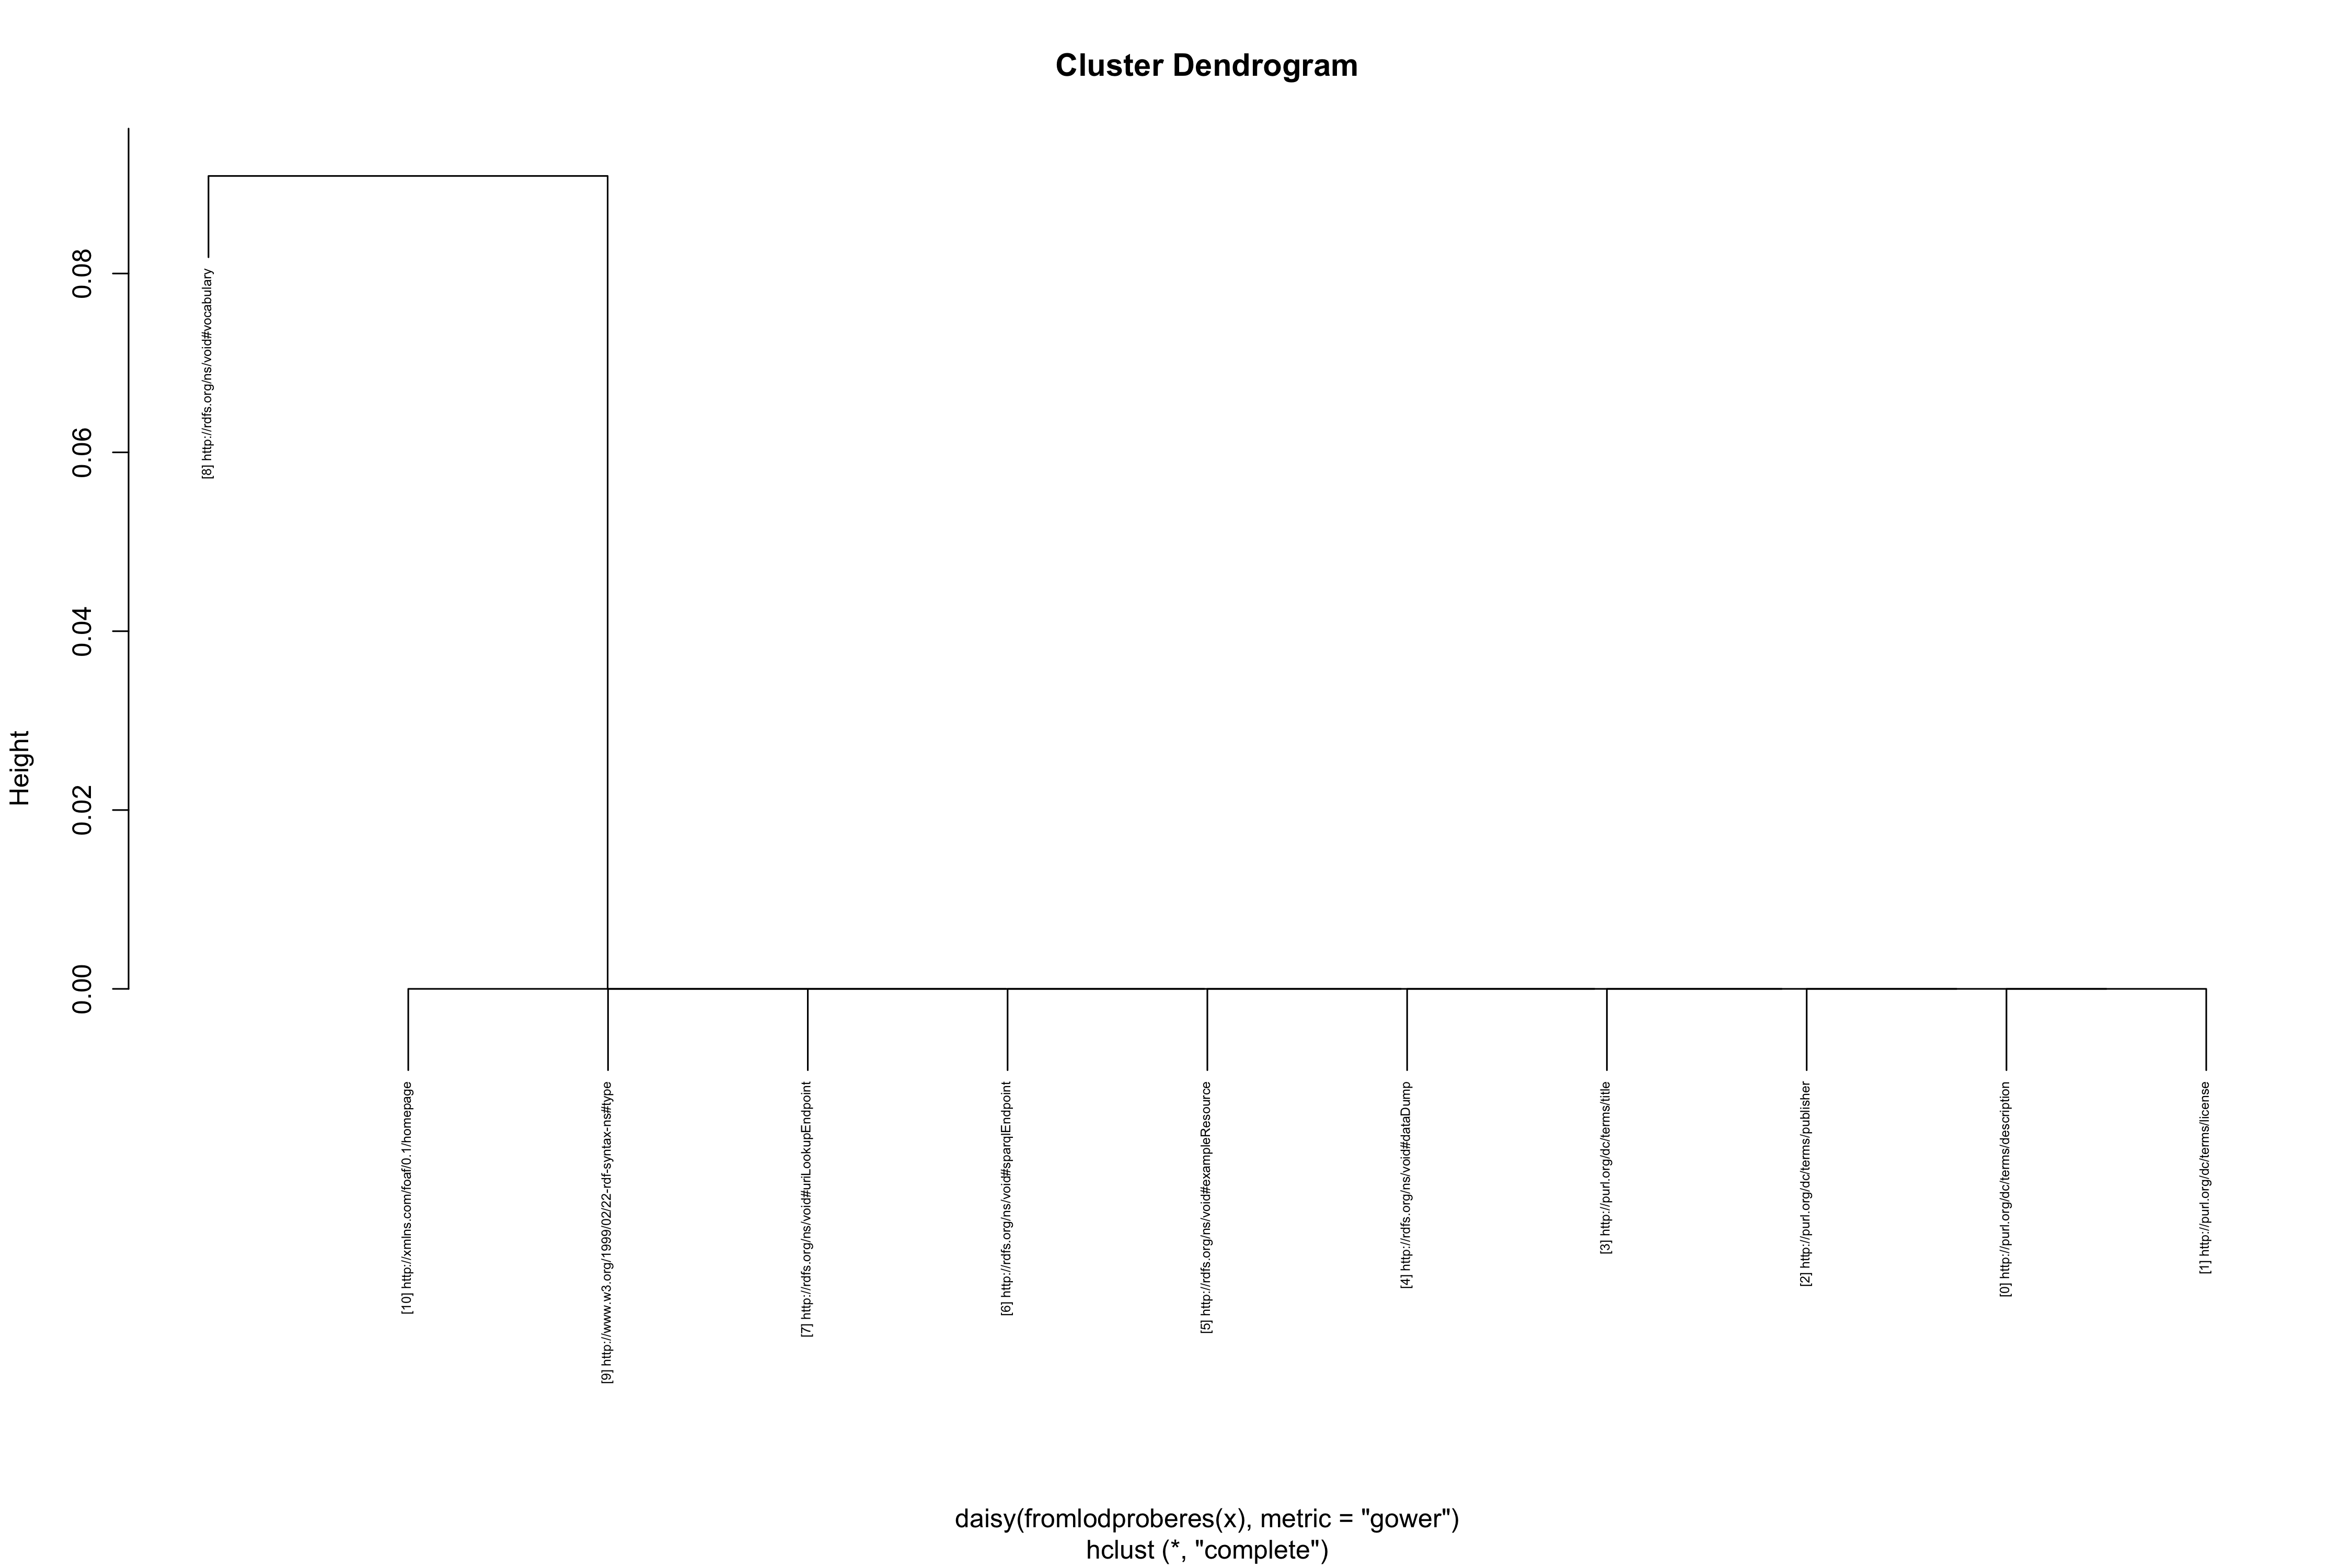 Cluster Dendrogram
Height
0.00
0.02
0.04
0.06
0.08
[8] http://rdfs.org/ns/void#vocabulary
[10] http://xmlns.com/foaf/0.1/homepage
[9] http://www.w3.org/1999/02/22-rdf-syntax-ns#type
[7] http://rdfs.org/ns/void#uriLookupEndpoint
[6] http://rdfs.org/ns/void#sparqlEndpoint
[5] http://rdfs.org/ns/void#exampleResource
[4] http://rdfs.org/ns/void#dataDump
[3] http://purl.org/dc/terms/title
[2] http://purl.org/dc/terms/publisher
[0] http://purl.org/dc/terms/description
[1] http://purl.org/dc/terms/license
daisy(fromlodproberes(x), metric = "gower")
hclust (*, "complete")